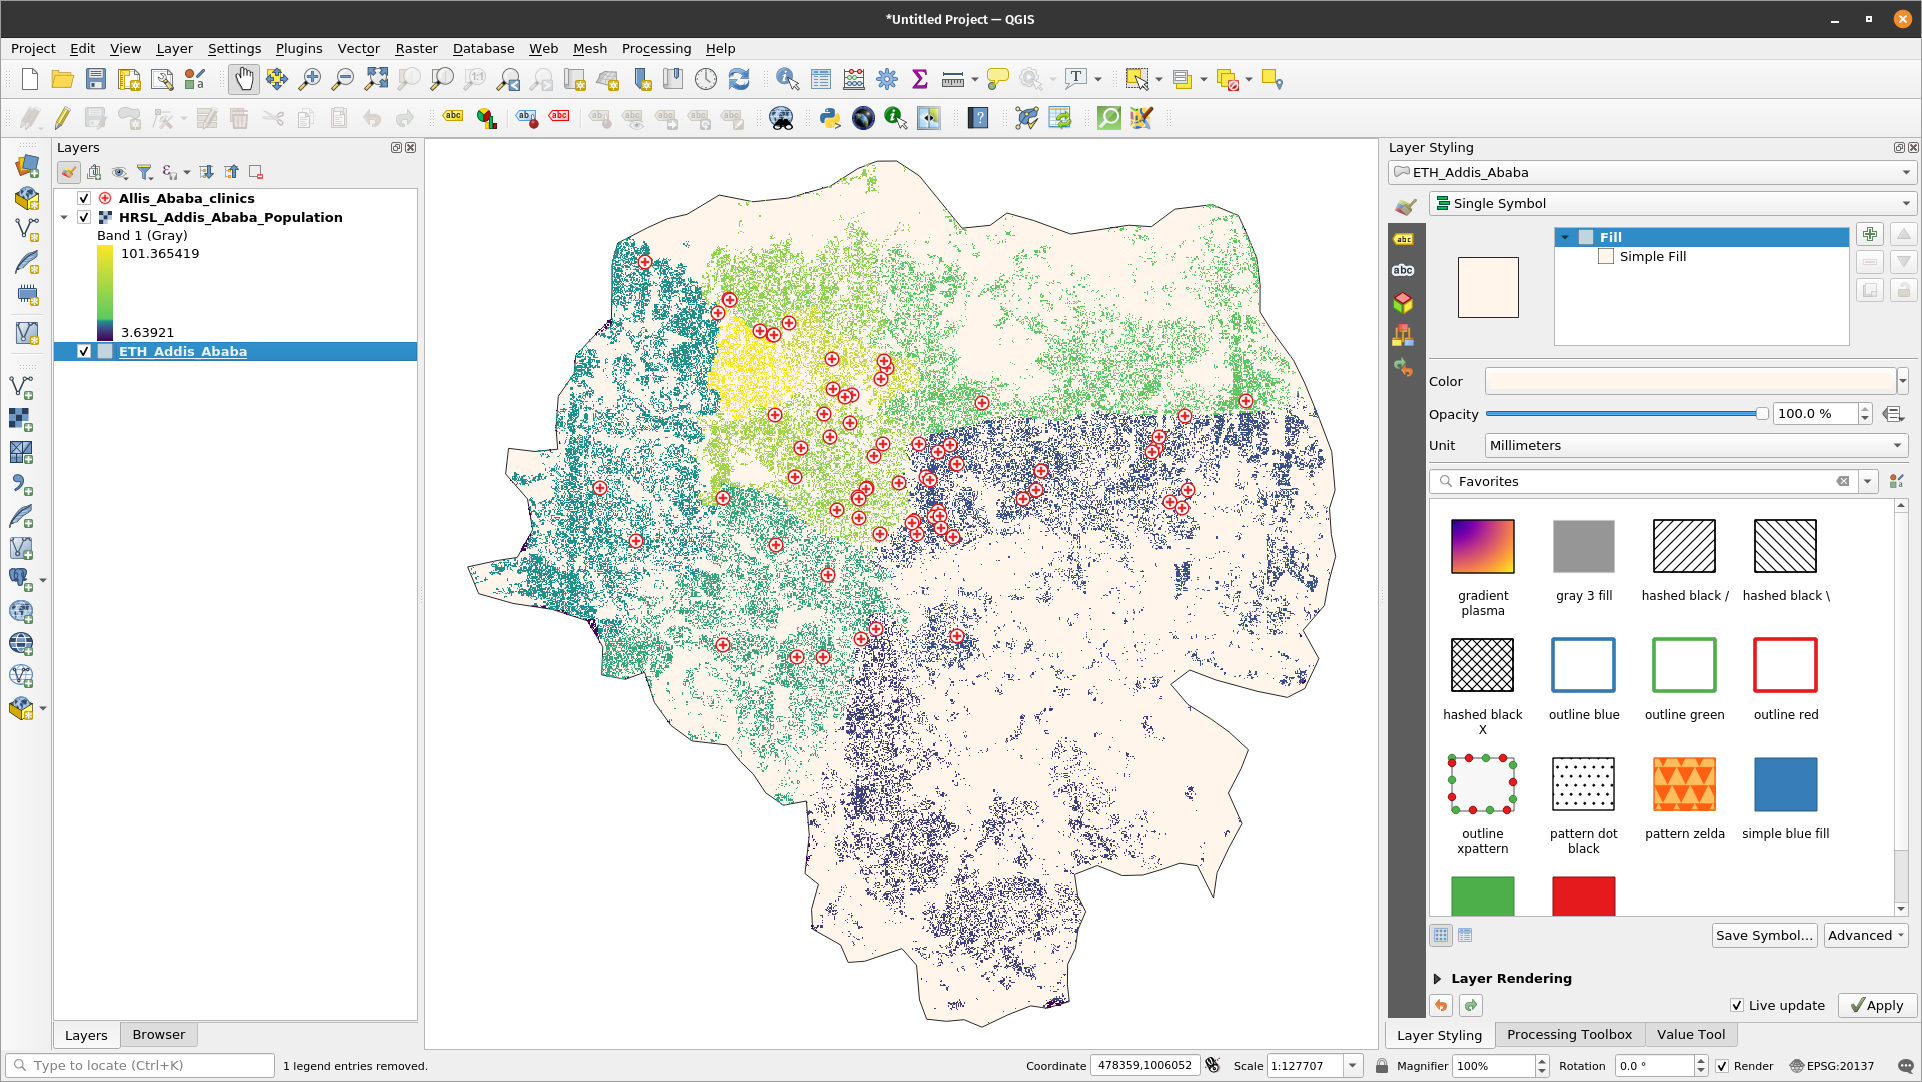 *Untitled Project — QGIS
Project Edit View Layer Settings Plugins Vector Raster Database Web Mesh Processing Help
Layers
Allis_Ababa_clinics
HRSL_Addis_Ababa_Population
Band 1 (Gray)
101.365419
3.63921
ETH_Addis_Ababa
Layers Browser
Layer Styling
ETH_Addis_Ababa
Single Symbol
Fill
Simple Fill
Color
Opacity 100.0 %
Unit Millimeters
Favorites
gradient plasma
gray 3 fill
hashed black /
hashed black \
hashed black X
outline blue
outline green
outline red
outline xpattern
pattern dot black
pattern zelda
simple blue fill
Save Symbol... Advanced
Layer Rendering
Live update Apply
Layer Styling Processing Toolbox Value Tool
Type to locate (Ctrl+K) 1 legend entries removed. Coordinate 478359,1006052 Scale 1:127707 Magnifier 100% Rotation 0.0 ° Render EPSG:20137